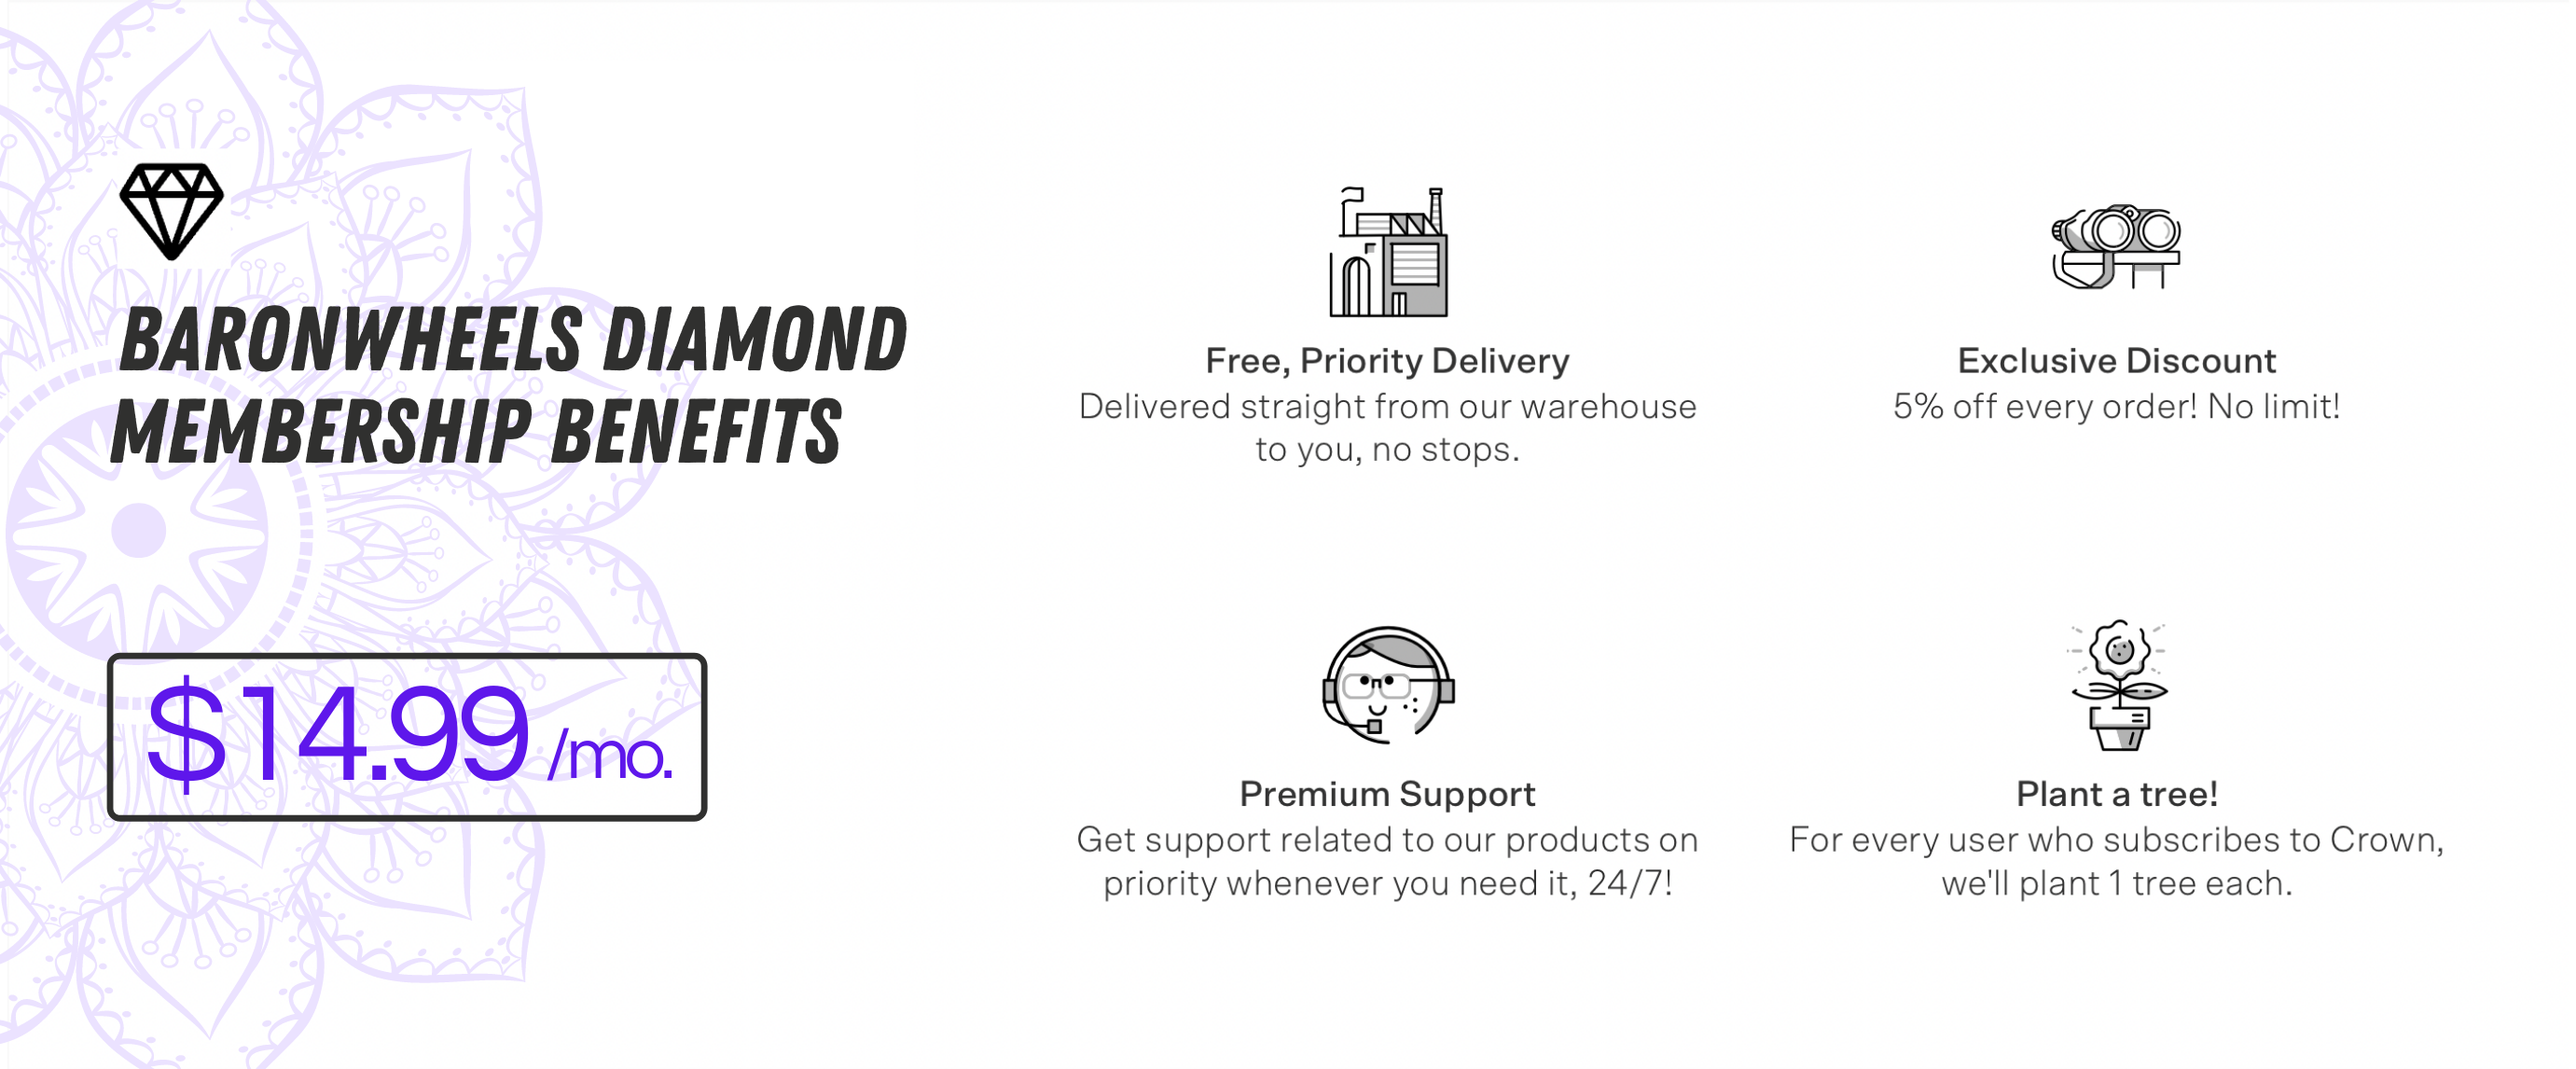 BARONWHEELS DIAMOND
MEMBERSHIP BENEFITS
$14.99 /mo.
Free, Priority Delivery
Delivered straight from our warehouse
to you, no stops.
Exclusive Discount
5% off every order! No limit!
Premium Support
Get support related to our products on
priority whenever you need it, 24/7!
Plant a tree!
For every user who subscribes to Crown,
we'll plant 1 tree each.